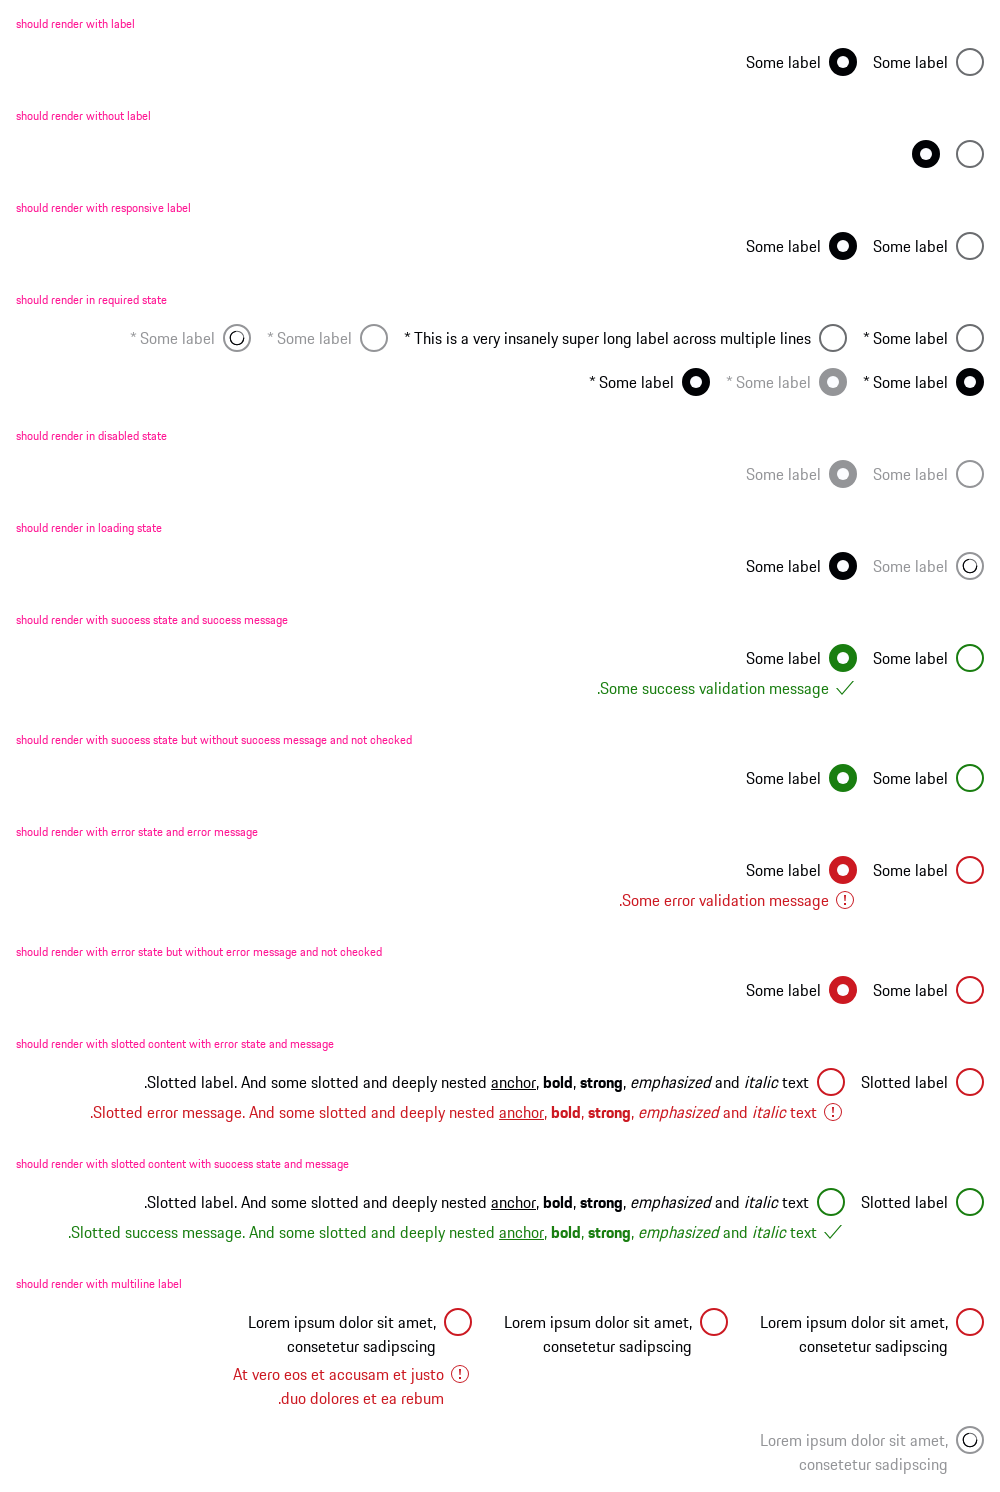 should render with label
Some label Some label
should render without label
should render with responsive label
Some label Some label
should render in required state
* Some label * Some label * This is a very insanely super long label across multiple lines * Some label
* Some label * Some label * Some label
should render in disabled state
Some label Some label
should render in loading state
Some label Some label
should render with success state and success message
Some label Some label
.Some success validation message
should render with success state but without success message and not checked
Some label Some label
should render with error state and error message
Some label Some label
.Some error validation message
should render with error state but without error message and not checked
Some label Some label
should render with slotted content with error state and message
.Slotted label. And some slotted and deeply nested anchor, bold, strong, emphasized and italic text Slotted label
.Slotted error message. And some slotted and deeply nested anchor, bold, strong, emphasized and italic text
should render with slotted content with success state and message
.Slotted label. And some slotted and deeply nested anchor, bold, strong, emphasized and italic text Slotted label
.Slotted success message. And some slotted and deeply nested anchor, bold, strong, emphasized and italic text
should render with multiline label
Lorem ipsum dolor sit amet, Lorem ipsum dolor sit amet, Lorem ipsum dolor sit amet,
consetetur sadipscing consetetur sadipscing consetetur sadipscing
At vero eos et accusam et justo
.duo dolores et ea rebum
Lorem ipsum dolor sit amet,
consetetur sadipscing